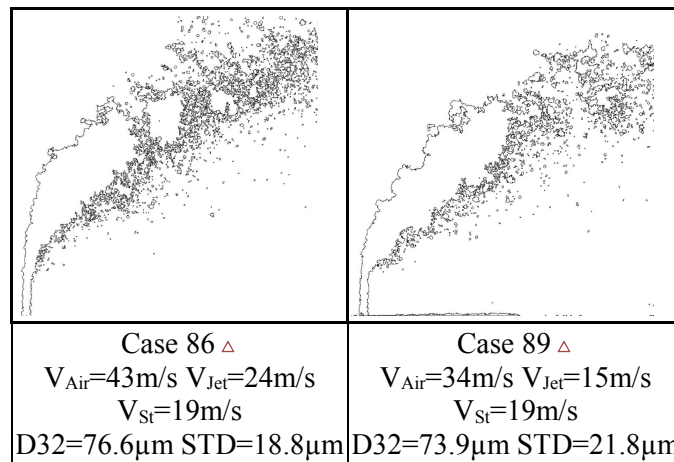 Case 86 △
V_Air=43m/s V_Jet=24m/s
V_St=19m/s
D32=76.6µm STD=18.8µm
Case 89 △
V_Air=34m/s V_Jet=15m/s
V_St=19m/s
D32=73.9µm STD=21.8µm